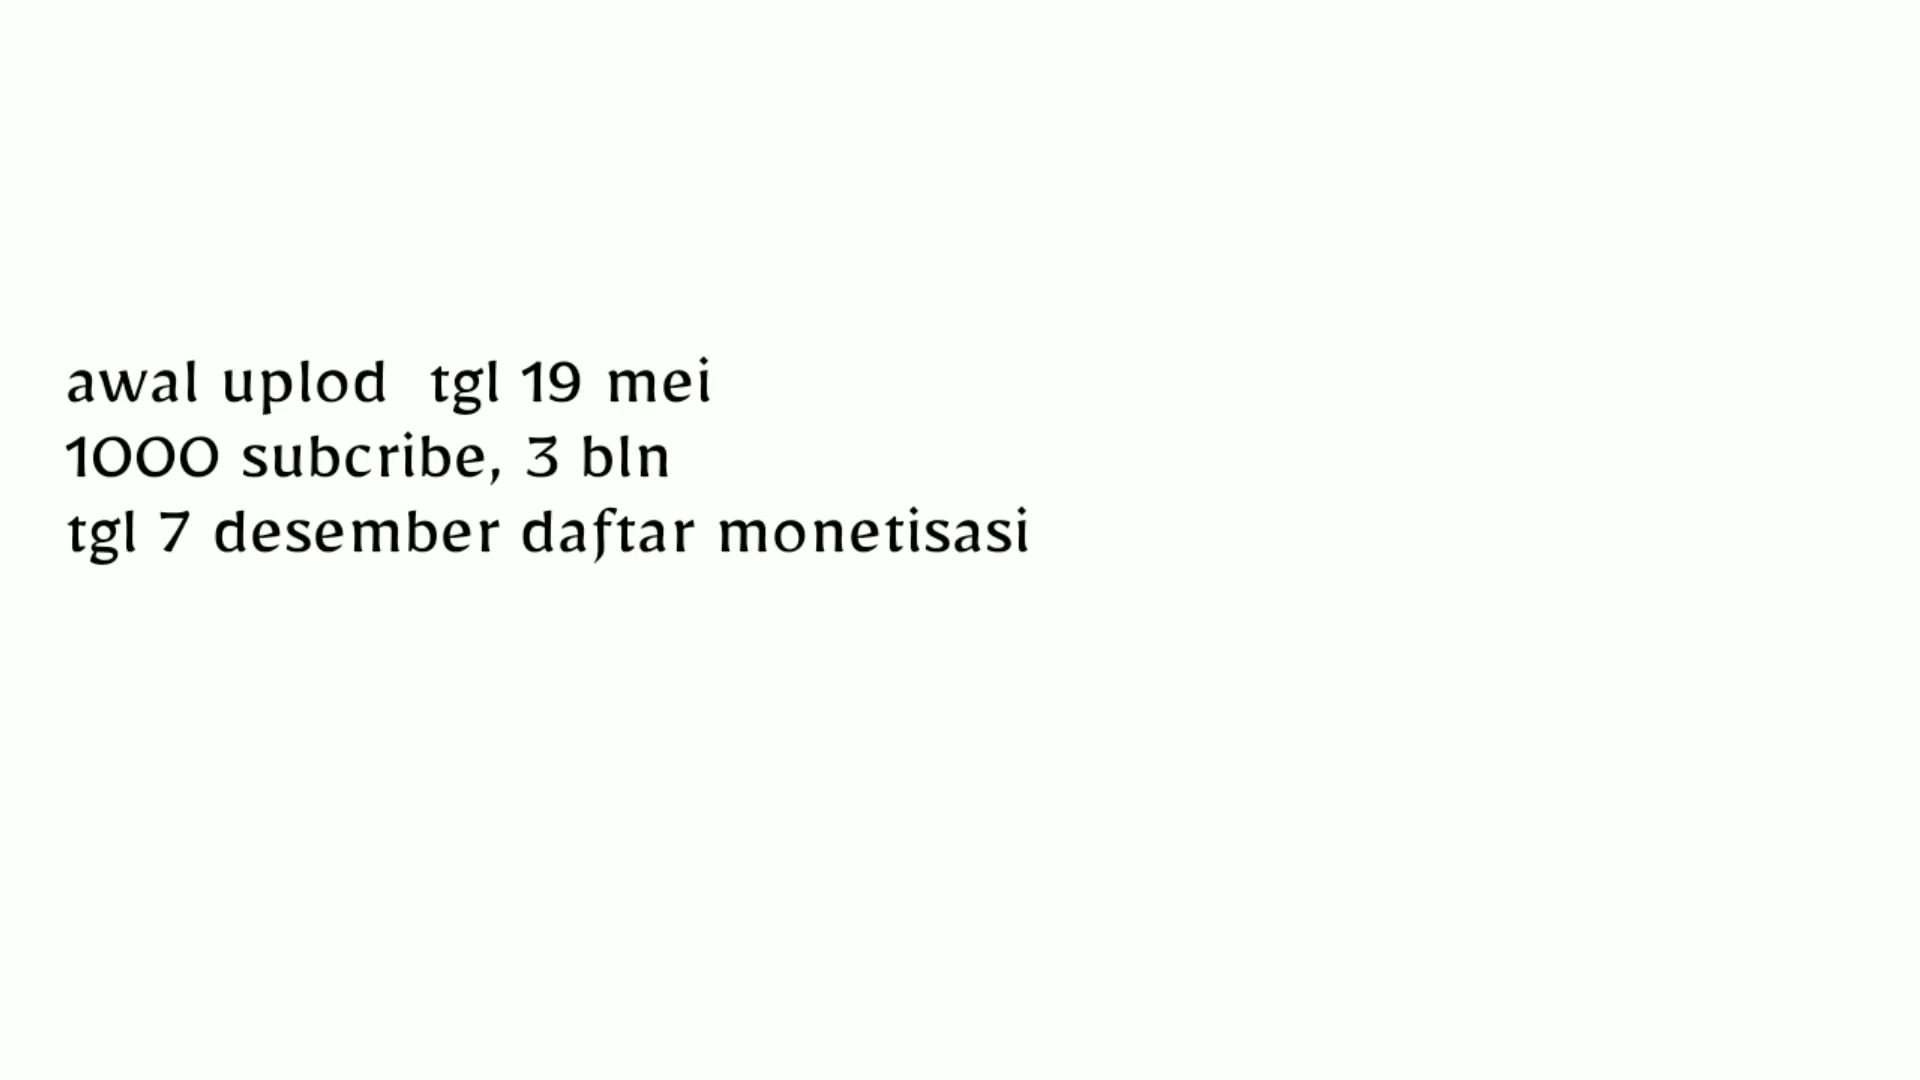 awal uplod  tgl 19 mei
1000 subcribe, 3 bln
tgl 7 desember daftar monetisasi